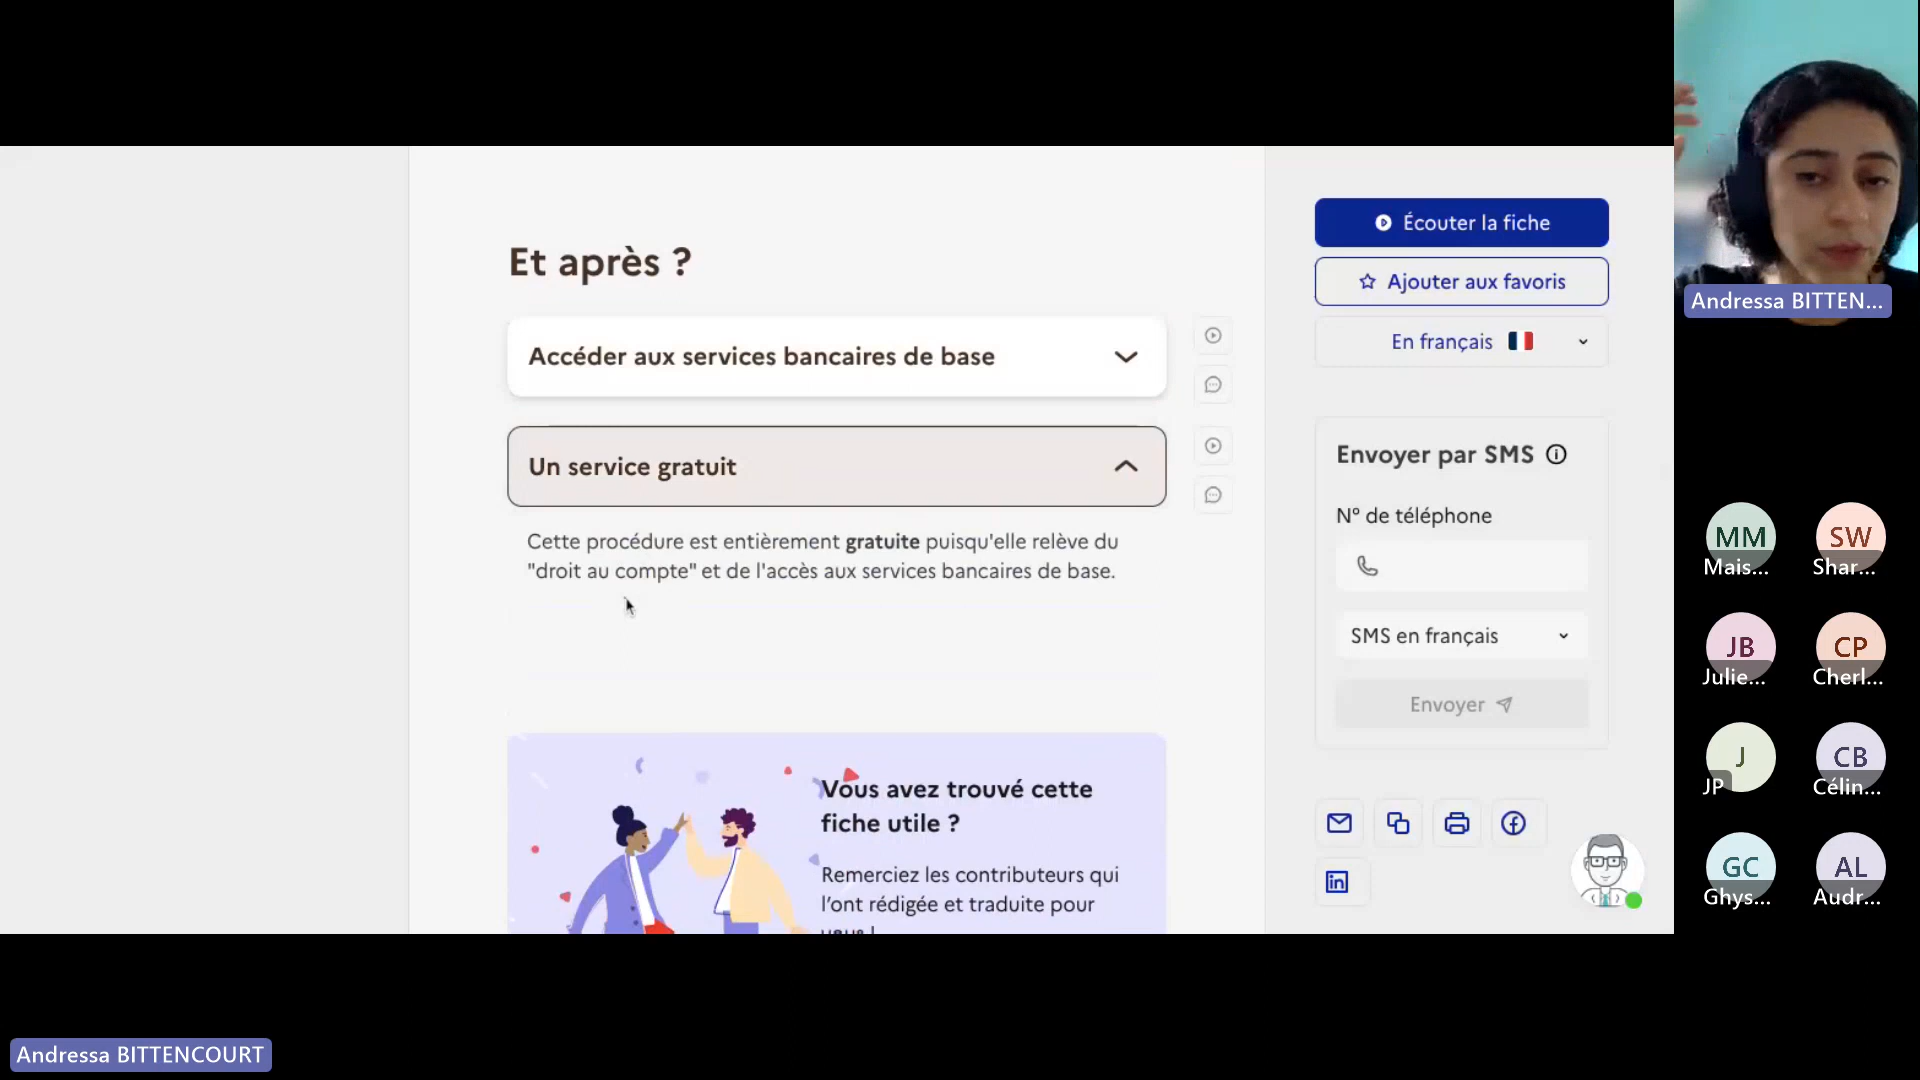 Et après ?
Accéder aux services bancaires de base
Un service gratuit
Cette procédure est entièrement gratuite puisqu'elle relève du
"droit au compte" et de l'accès aux services bancaires de base.
Vous avez trouvé cette
fiche utile ?
Remerciez les contributeurs qui
l'ont rédigée et traduite pour
vous !
Écouter la fiche
Ajouter aux favoris
En français
Envoyer par SMS
N° de téléphone
SMS en français
Envoyer
Andressa BITTEN...
MM
Mais...
SW
Shar...
JB
Julie...
CP
Cherl...
J
JP
CB
Célin...
GC
Ghys...
AL
Audr...
Andressa BITTENCOURT